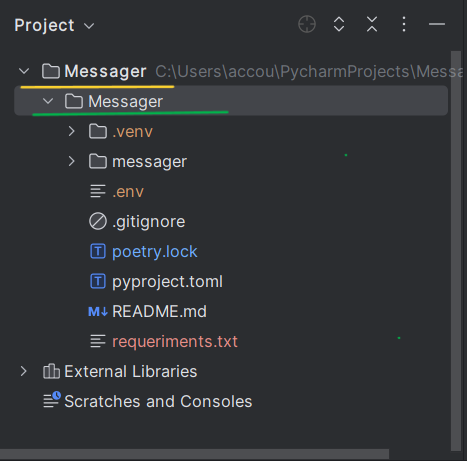 Project
Messager C:\Users\accou\PycharmProjects\Messa
Messager
.venv
messager
.env
.gitignore
poetry.lock
pyproject.toml
README.md
requeriments.txt
External Libraries
Scratches and Consoles